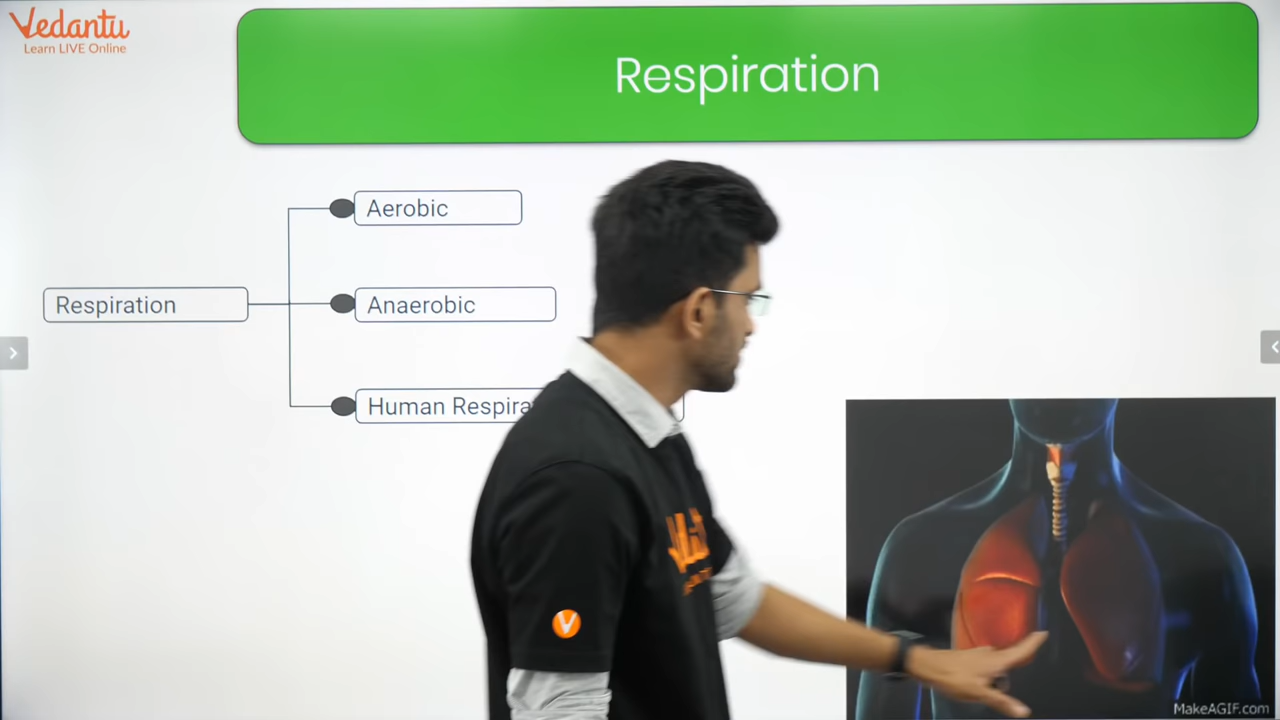 Vedantu
Learn LIVE Online
Respiration
Aerobic
Respiration
Anaerobic
Human Respira
MakeAGIF.com